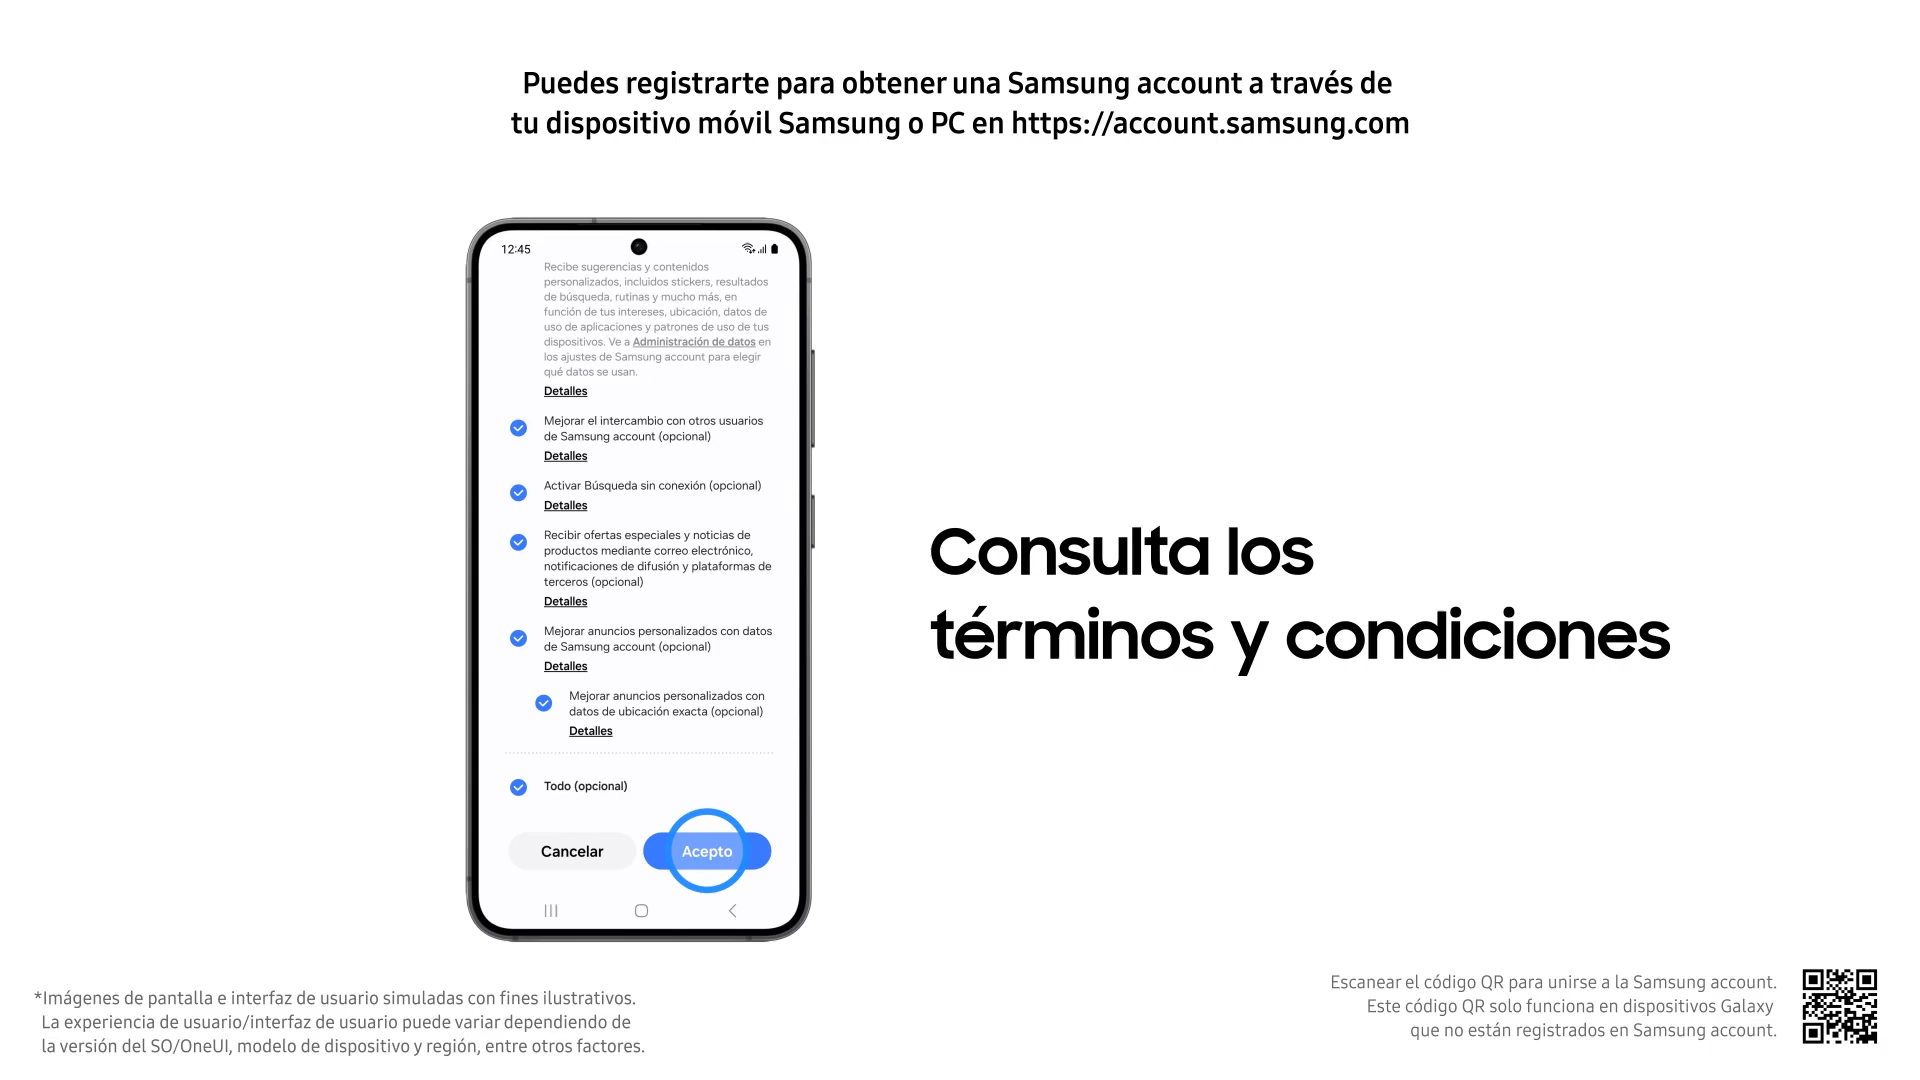 Puedes registrarte para obtener una Samsung account a través de
tu dispositivo móvil Samsung o PC en https://account.samsung.com
12:45
Recibe sugerencias y contenidos
personalizados, incluidos stickers, resultados
de búsqueda, rutinas y mucho más, en
función de tus intereses, ubicación, datos de
uso de aplicaciones y patrones de uso de tus
dispositivos. Ve a Administración de datos en
los ajustes de Samsung account para elegir
qué datos se usan.
Detalles
Mejorar el intercambio con otros usuarios
de Samsung account (opcional)
Detalles
Activar Búsqueda sin conexión (opcional)
Detalles
Recibir ofertas especiales y noticias de
productos mediante correo electrónico,
notificaciones de difusión y plataformas de
terceros (opcional)
Detalles
Mejorar anuncios personalizados con datos
de Samsung account (opcional)
Detalles
Mejorar anuncios personalizados con
datos de ubicación exacta (opcional)
Detalles
Todo (opcional)
Cancelar
Acepto
Consulta los
términos y condiciones
*Imágenes de pantalla e interfaz de usuario simuladas con fines ilustrativos.
La experiencia de usuario/interfaz de usuario puede variar dependiendo de
la versión del SO/OneUI, modelo de dispositivo y región, entre otros factores.
Escanear el código QR para unirse a la Samsung account.
Este código QR solo funciona en dispositivos Galaxy
que no están registrados en Samsung account.